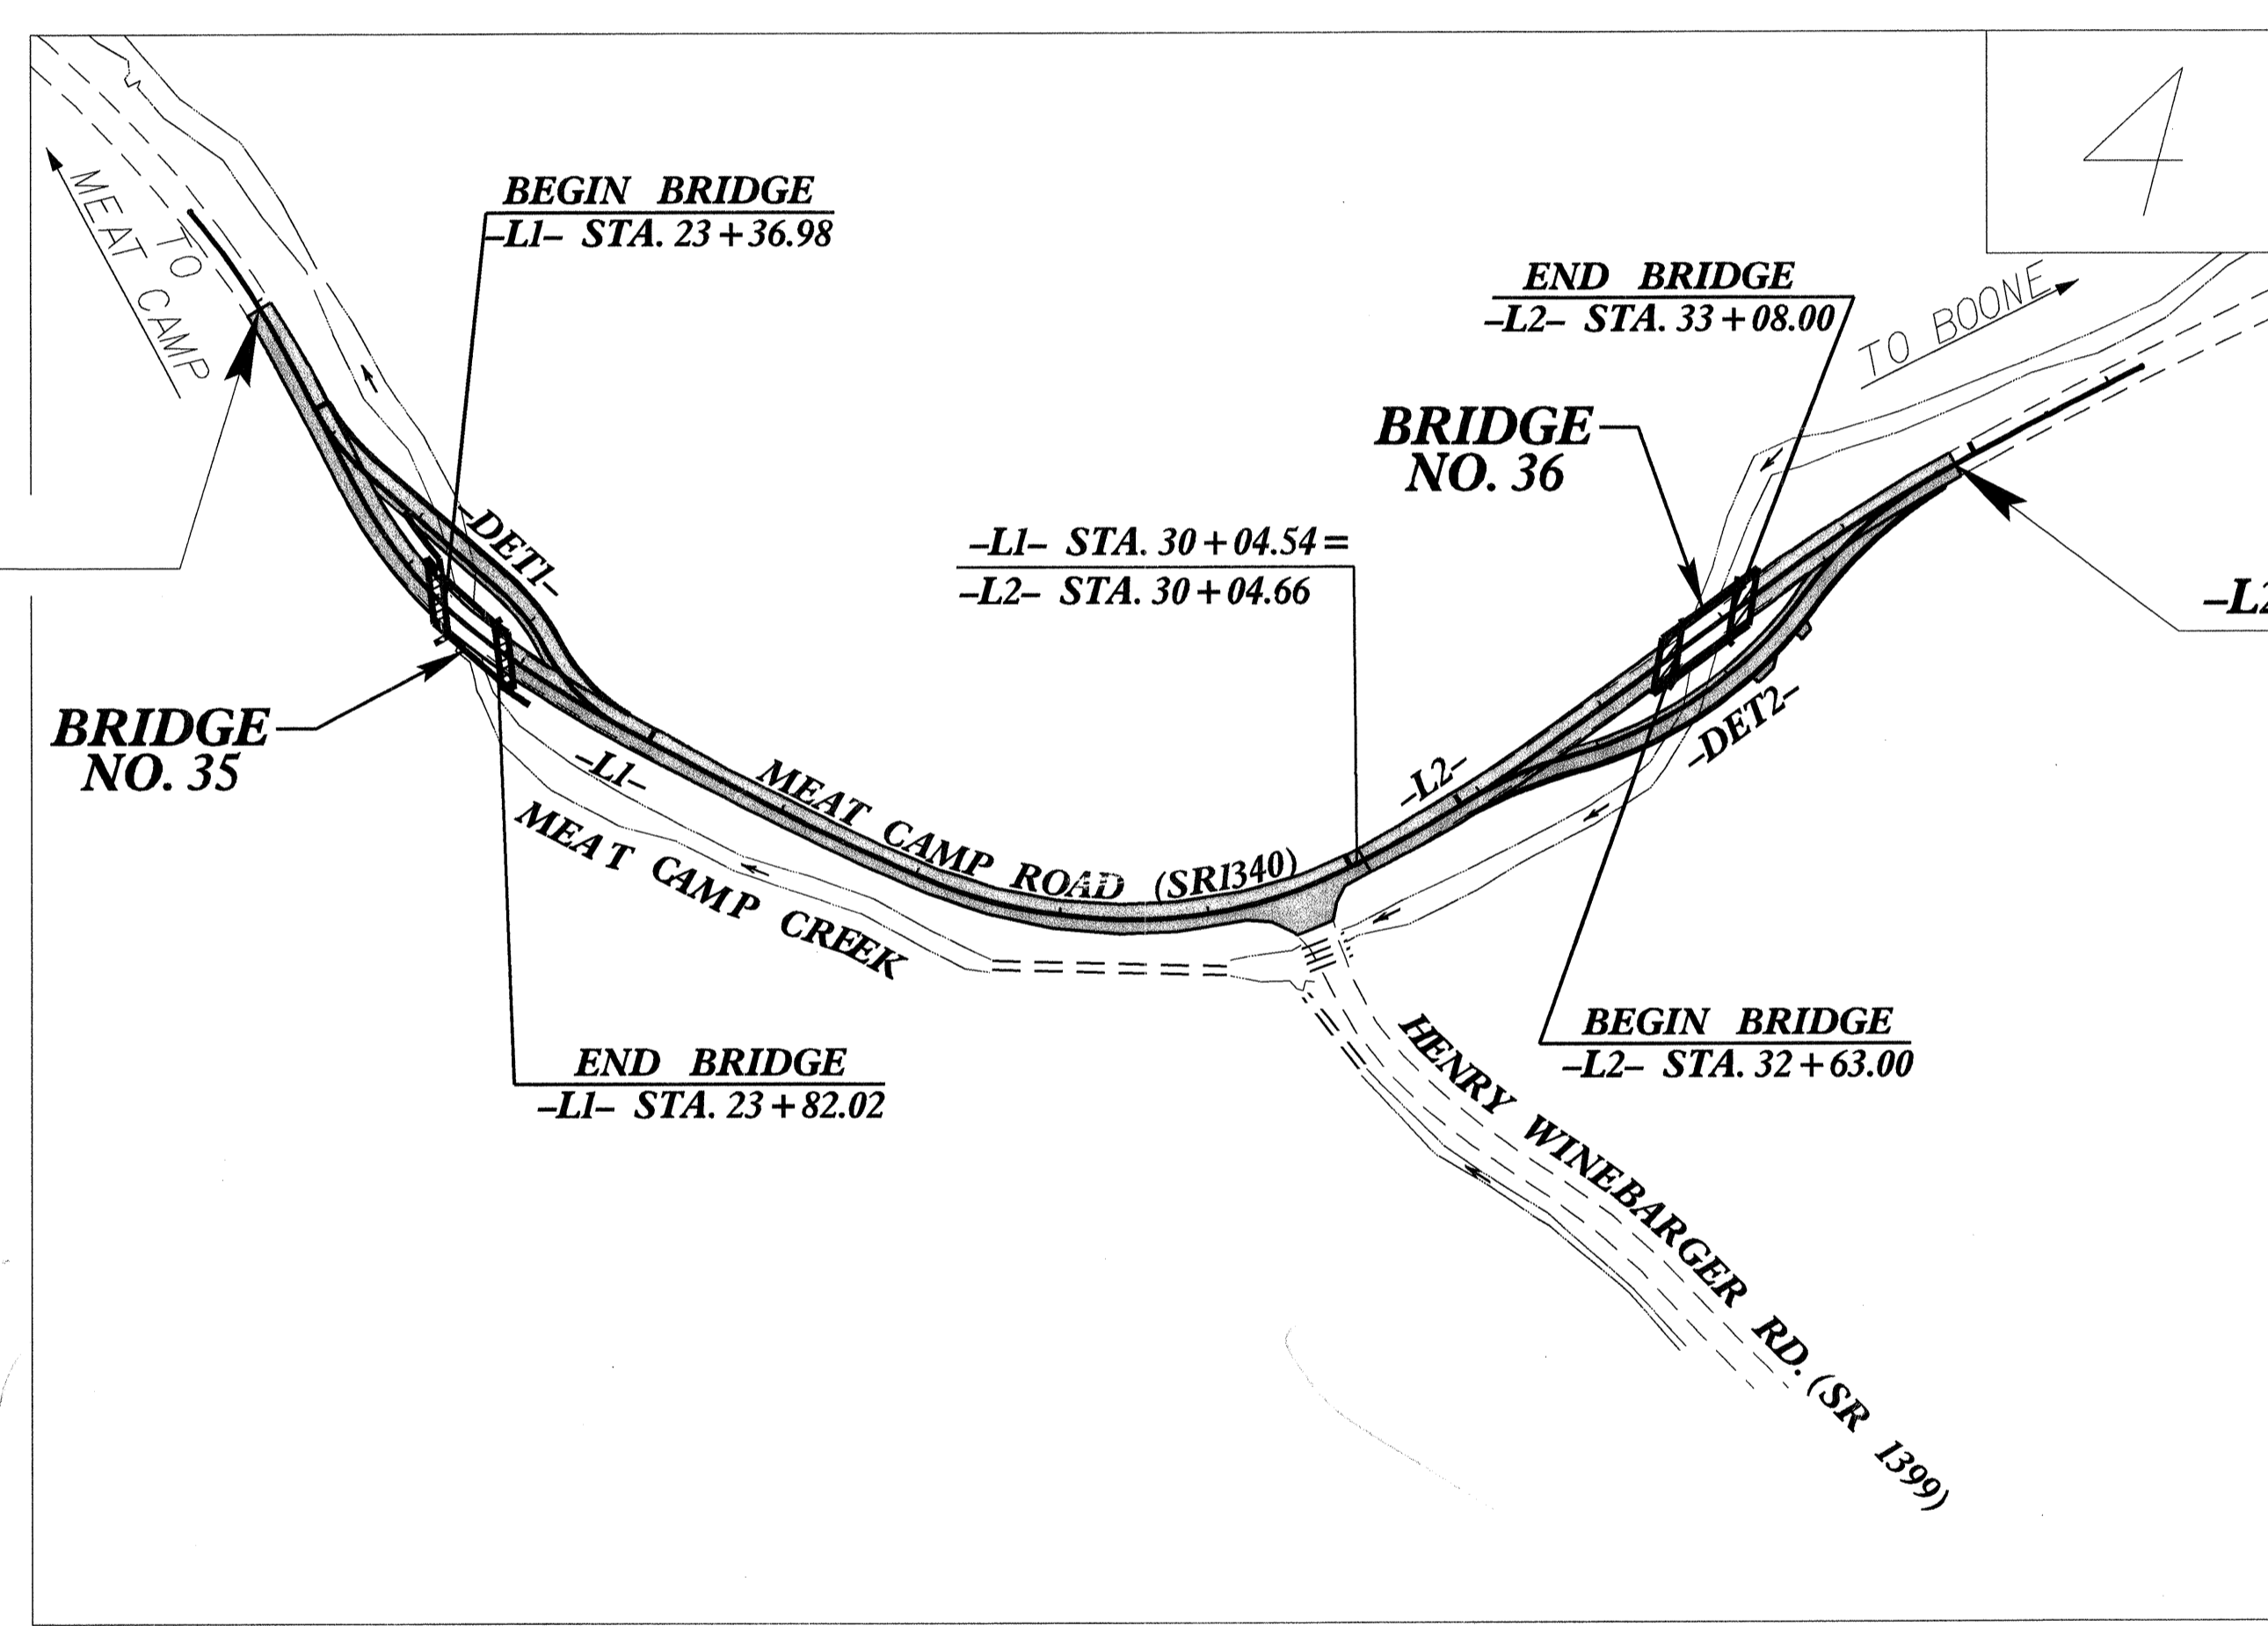 BEGIN BRIDGE
-L1- STA. 23+36.98
TO
MEAT CAMP
END BRIDGE
-L2- STA. 33+08.00
TO BOONE
BRIDGE
NO. 36
-DET1-
-L1- STA. 30+04.54=
-L2- STA. 30+04.66
-L2
BRIDGE
NO. 35
-L1-
MEAT CAMP ROAD (SR1340)
-L2-
-DET2-
MEAT CAMP CREEK
END BRIDGE
-L1- STA. 23+82.02
BEGIN BRIDGE
-L2- STA. 32+63.00
HENRY WINEBARGER RD. (SR 1399)